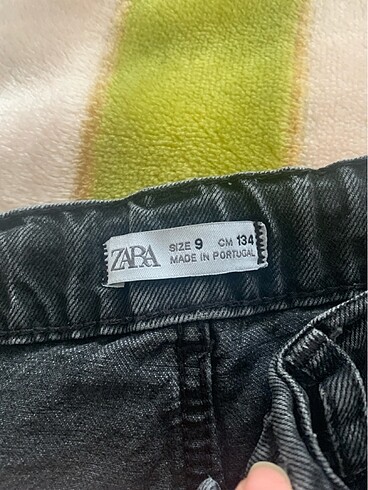 ZARA
SIZE 9 CM 134
MADE IN PORTUGAL